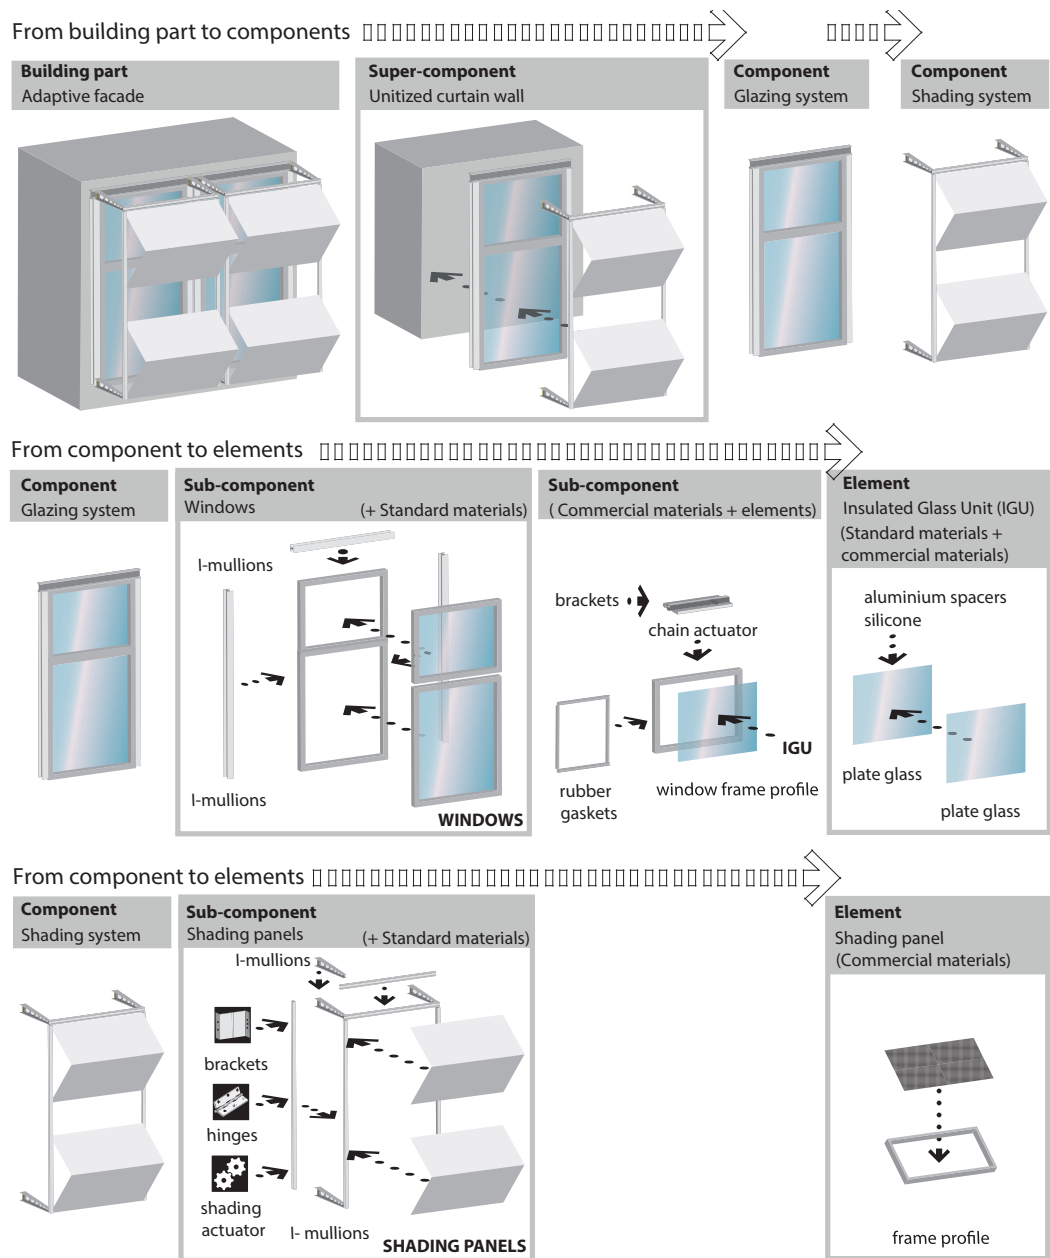 From building part to components
Building part
Adaptive facade
Super-component
Unitized curtain wall
Component
Glazing system
Component
Shading system
From component to elements
Component
Glazing system
Sub-component
Windows
(+ Standard materials)
I-mullions
I-mullions
WINDOWS
Sub-component
( Commercial materials + elements)
brackets
chain actuator
IGU
rubber
gaskets
window frame profile
Element
Insulated Glass Unit (IGU)
(Standard materials +
commercial materials)
aluminium spacers
silicone
plate glass
plate glass
From component to elements
Component
Shading system
Sub-component
Shading panels
(+ Standard materials)
I-mullions
brackets
hinges
shading
actuator
I- mullions
SHADING PANELS
Element
Shading panel
(Commercial materials)
frame profile